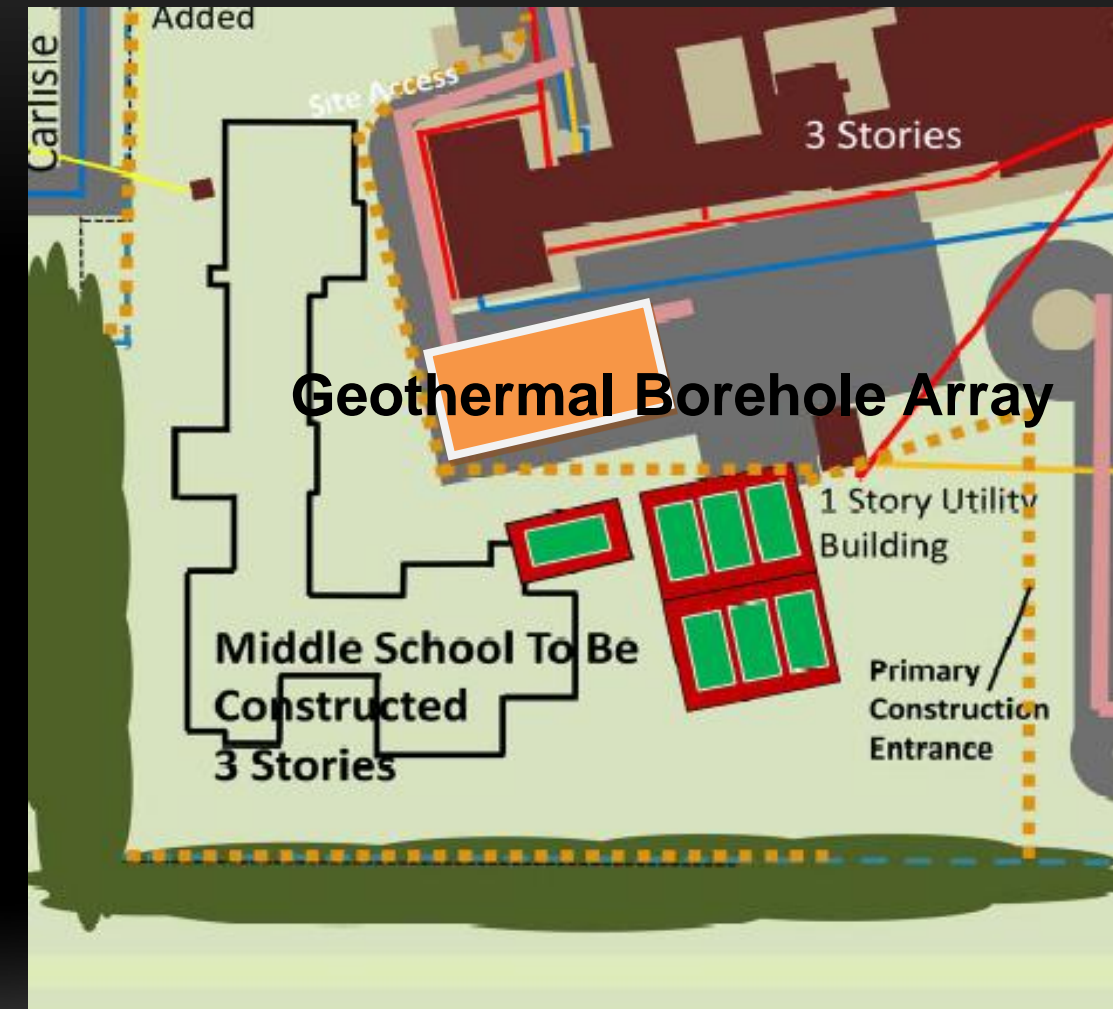 Added
Carlisle
Site Access
3 Stories
Geothermal Borehole Array
1 Story Utility
Building
Middle School To Be
Constructed
3 Stories
Primary
Construction
Entrance